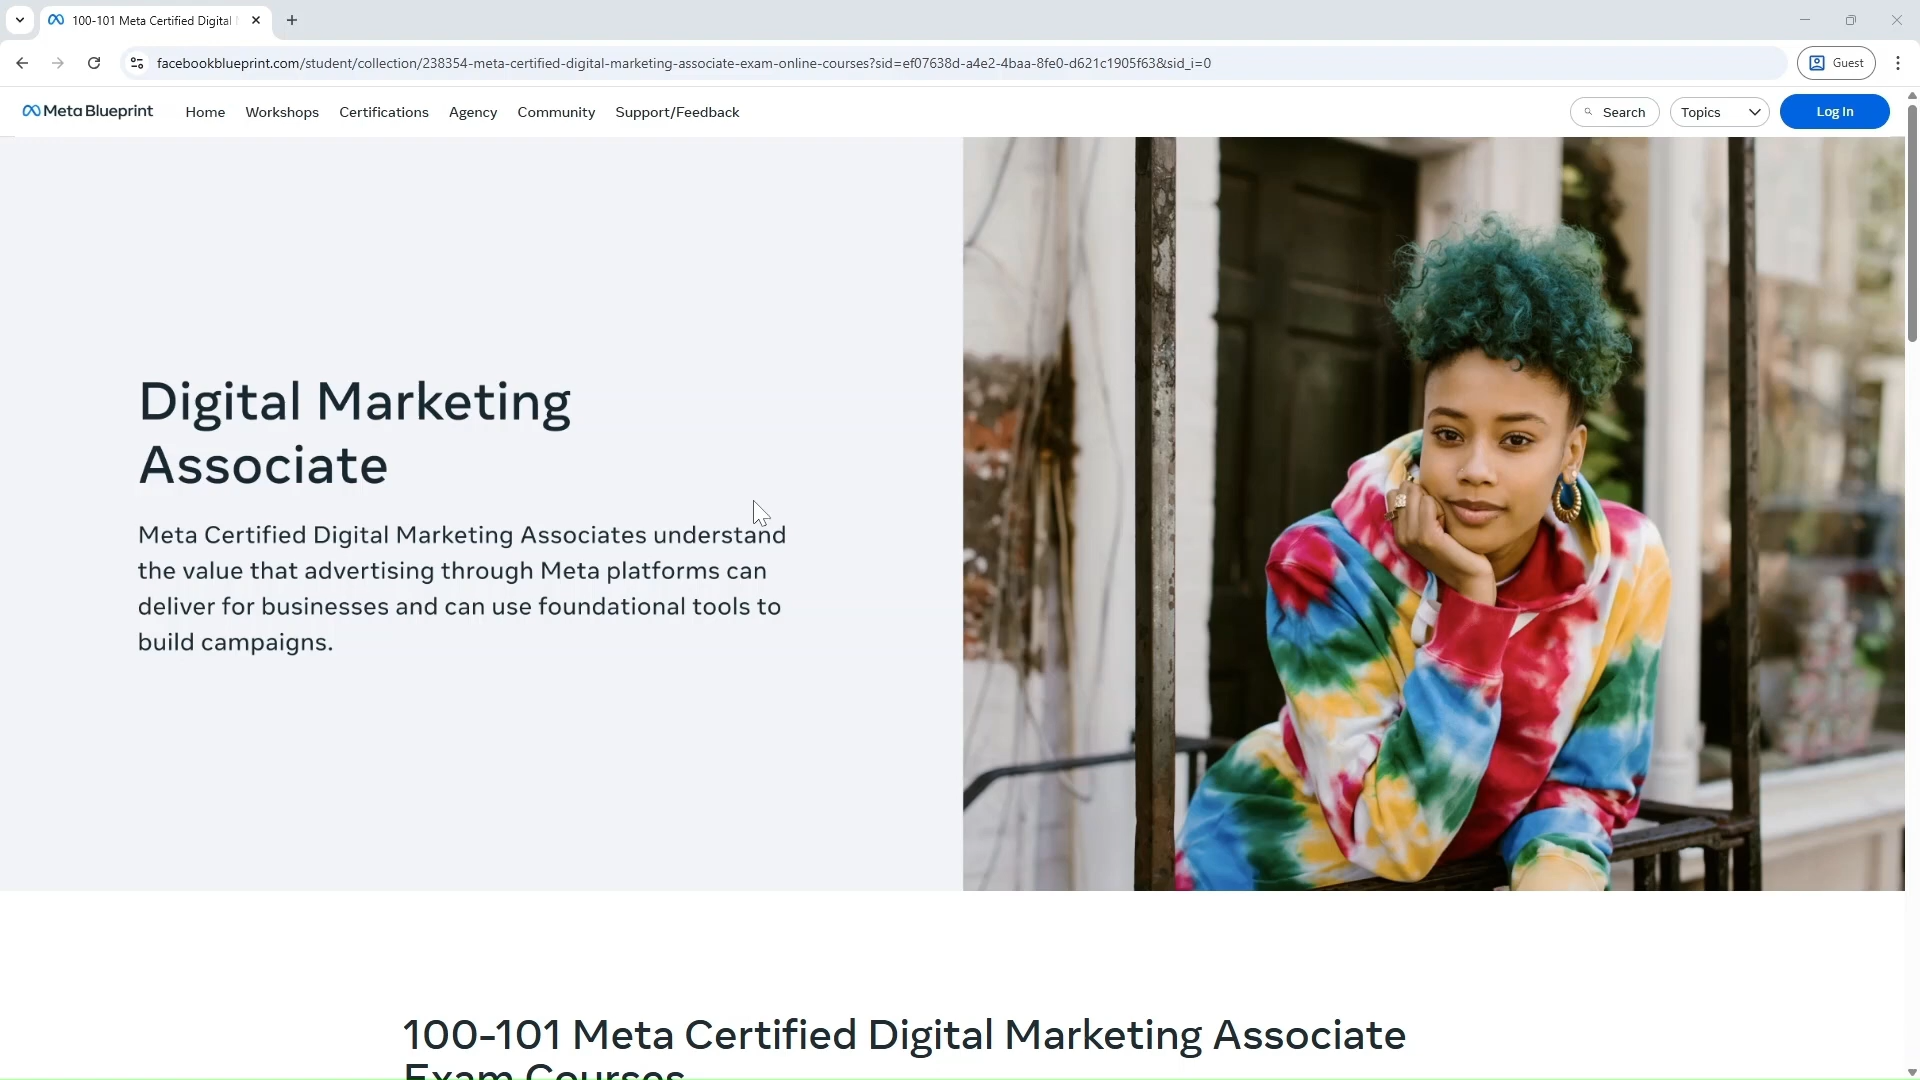 100-101 Meta Certified Digital
facebookblueprint.com/student/collection/238354-meta-certified-digital-marketing-associate-exam-online-courses?sid=ef07638d-a4e2-4baa-8fe0-d621c1905f63&sid_i=0
Guest
Meta Blueprint
Home
Workshops
Certifications
Agency
Community
Support/Feedback
Search
Topics
Log In
Digital Marketing
Associate
Meta Certified Digital Marketing Associates understand
the value that advertising through Meta platforms can
deliver for businesses and can use foundational tools to
build campaigns.
100-101 Meta Certified Digital Marketing Associate
Exam Courses